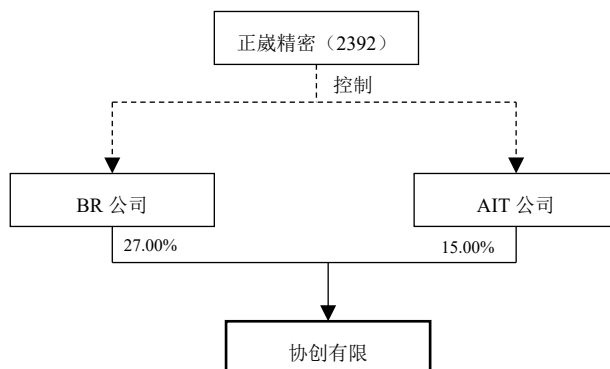 正崴精密（2392）
控制
BR 公司
AIT 公司
27.00%
15.00%
协创有限